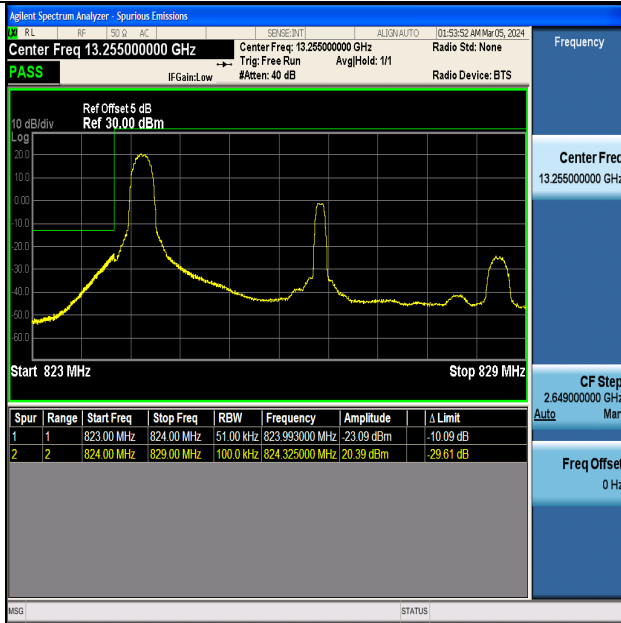 Agilent Spectrum Analyzer - Spurious Emissions
RL RF 50 Ω AC SENSE:INT ALIGNAUTO 01:53:52 AM Mar 05, 2024
Center Freq 13.255000000 GHz
Center Freq: 13.255000000 GHz
Radio Std: None
Frequency
Trig: Free Run
Avg|Hold: 1/1
PASS
IFGain:Low
#Atten: 40 dB
Radio Device: BTS
Ref Offset 5 dB
10 dB/div
Ref 30.00 dBm
Log
20.0
10.0
0.00
-10.0
-20.0
-30.0
-40.0
-50.0
-60.0
Start 823 MHz
Stop 829 MHz
Center Freq
13.255000000 GHz
CF Step
2.649000000 GHz
Auto Man
Freq Offset
0 Hz
Spur Range Start Freq Stop Freq RBW Frequency Amplitude Δ Limit
1 1 823.00 MHz 824.00 MHz 51.00 kHz 823.993000 MHz -23.09 dBm -10.09 dB
2 2 824.00 MHz 829.00 MHz 100.0 kHz 824.325000 MHz 20.39 dBm -29.61 dB
MSG
STATUS